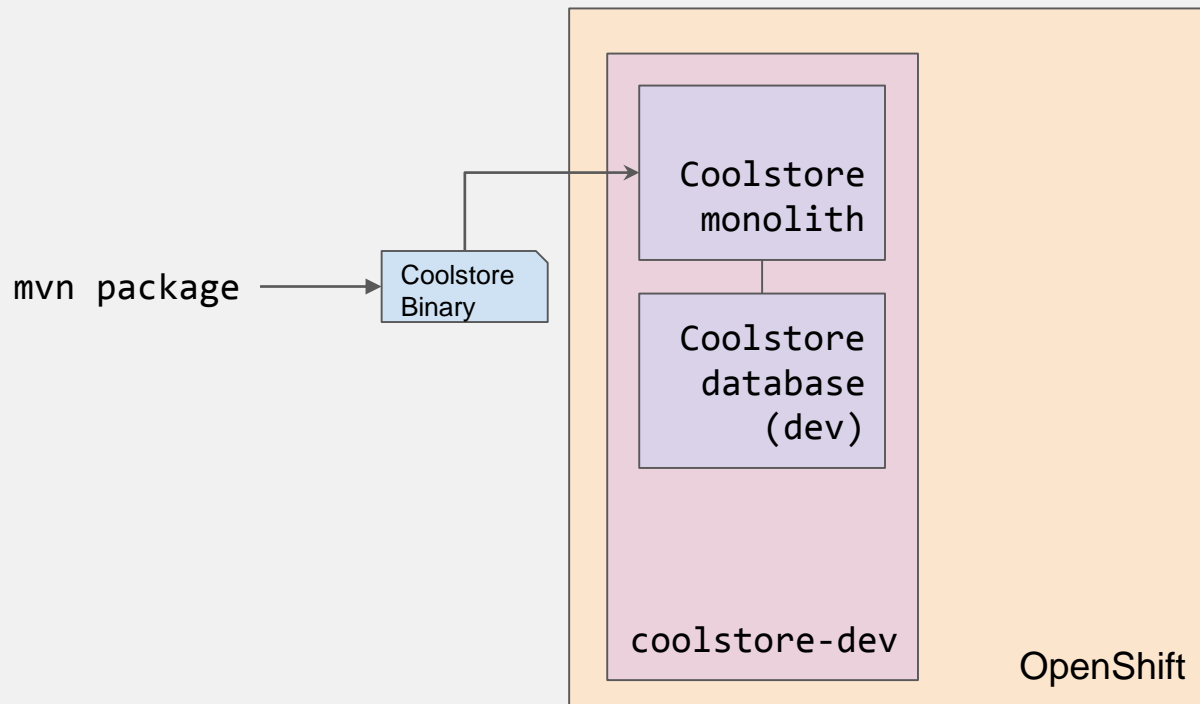 mvn package
Coolstore
Binary
Coolstore
monolith
Coolstore
database
(dev)
coolstore-dev
OpenShift